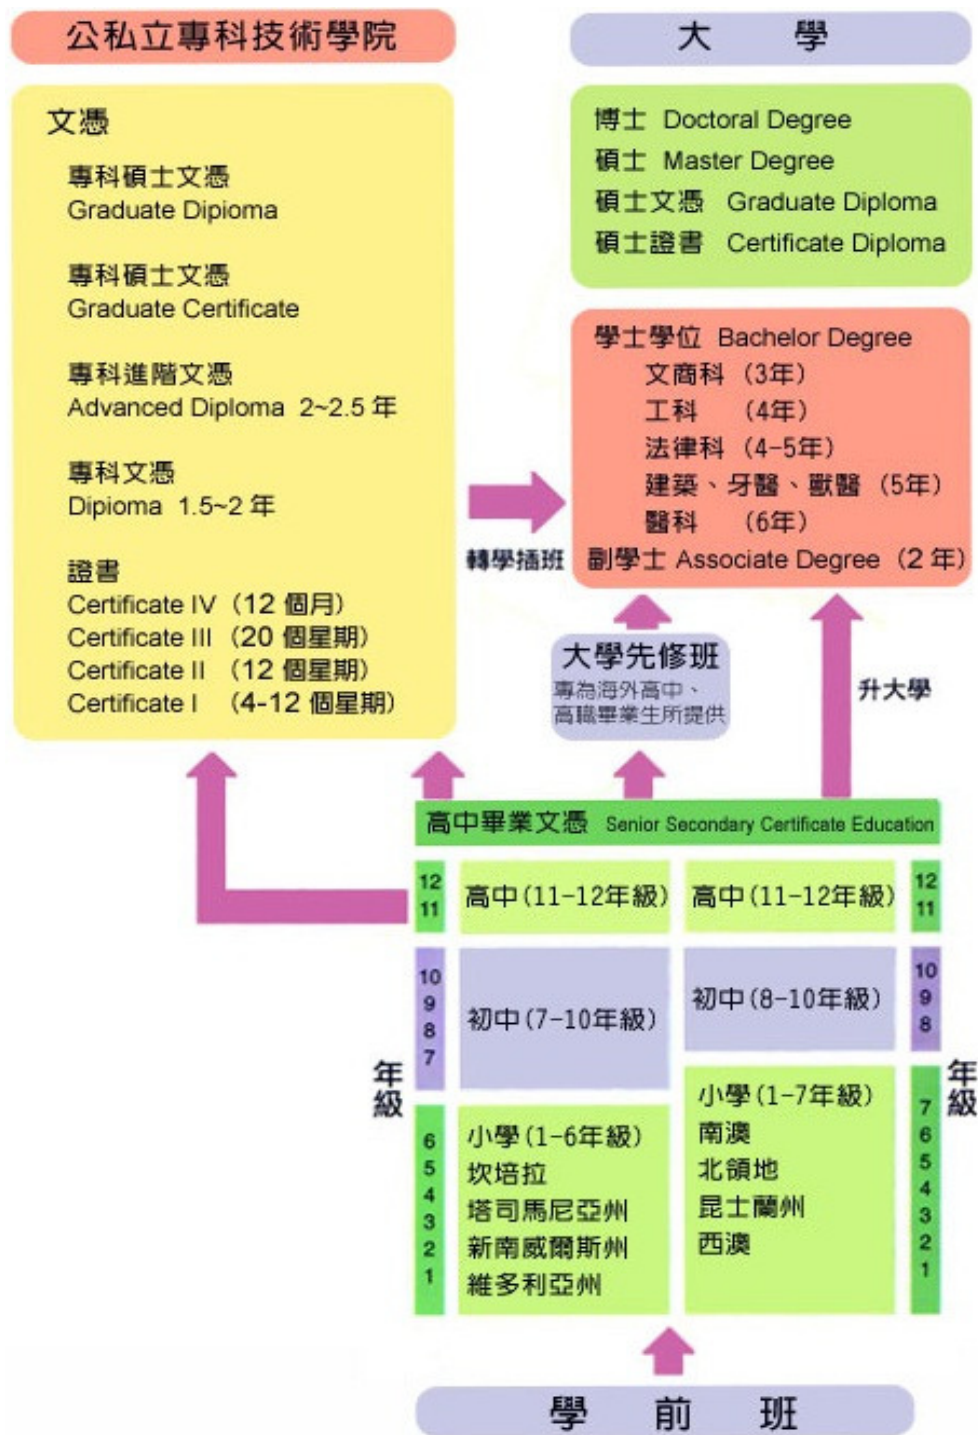 公私立專科技術學院
文憑
專科碩士文憑
Graduate Dipioma
專科碩士文憑
Graduate Certificate
專科進階文憑
Advanced Diploma 2~2.5 年
專科文憑
Dipioma 1.5~2 年
證書
Certificate IV (12 個月)
Certificate III (20 個星期)
Certificate II (12 個星期)
Certificate I (4-12 個星期)
大 學
博士 Doctoral Degree
碩士 Master Degree
碩士文憑 Graduate Diploma
碩士證書 Certificate Diploma
學士學位 Bachelor Degree
文商科 (3年)
工科 (4年)
法律科 (4-5年)
建築、牙醫、獸醫 (5年)
醫科 (6年)
副學士 Associate Degree (2 年)
轉學插班
大學先修班
專為海外高中、
高職畢業生所提供
升大學
高中畢業文憑 Senior Secondary Certificate Education
12
11
高中(11-12年級)
高中(11-12年級)
12
11
10
9
8
7
初中(7-10年級)
初中(8-10年級)
10
9
8
年級
年級
6
5
4
3
2
1
小學(1-6年級)
坎培拉
塔司馬尼亞州
新南威爾斯州
維多利亞州
小學(1-7年級)
南澳
北領地
昆士蘭州
西澳
7
6
5
4
3
2
1
學 前 班